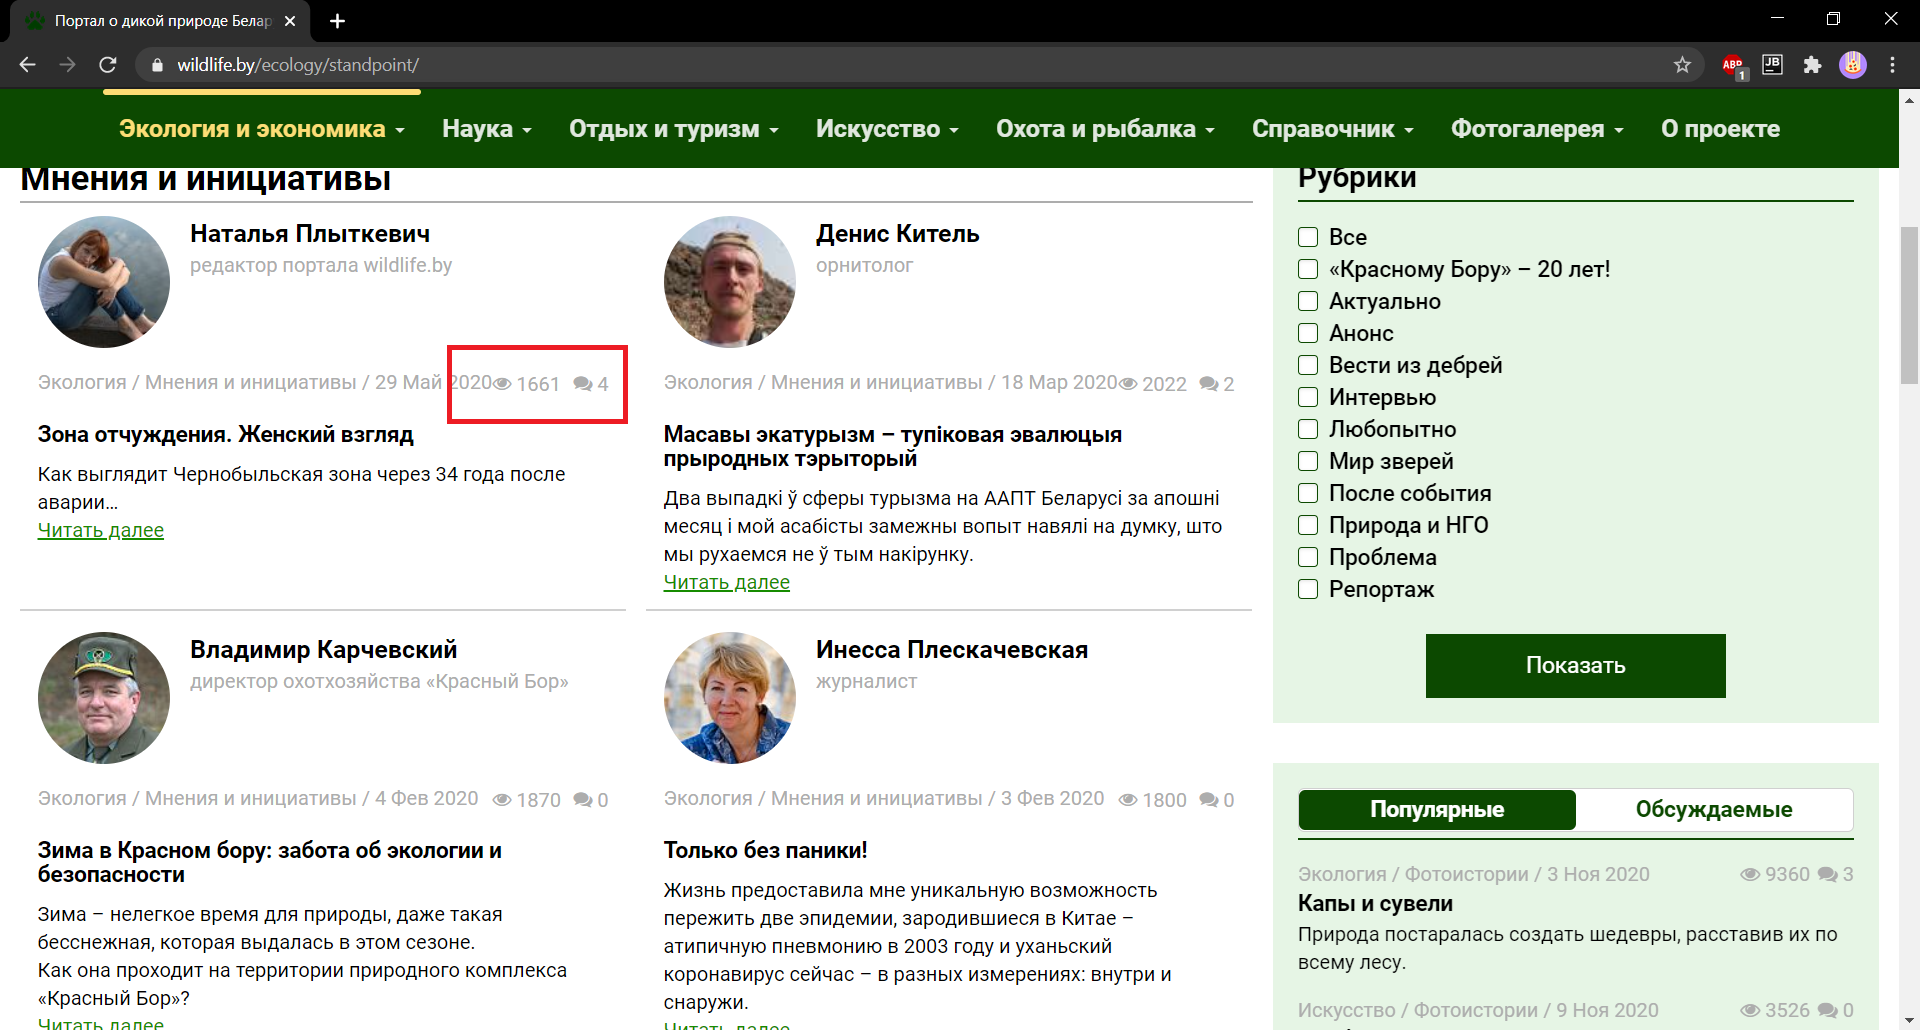 Портал о дикой природе Белар
wildlife.by/ecology/standpoint/
ABP
1
JB
Экология и экономика
Наука
Отдых и туризм
Искусство
Охота и рыбалка
Справочник
Фотогалерея
О проекте
Мнения и инициативы
Наталья Плыткевич
редактор портала wildlife.by
Экология / Мнения и инициативы / 29 Май 2020 1661 4
Зона отчуждения. Женский взгляд
Как выглядит Чернобыльская зона через 34 года после
аварии...
Читать далее
Денис Китель
орнитолог
Экология / Мнения и инициативы / 18 Мар 2020 2022 2
Масавы экатурызм – тупіковая эвалюцыя
прыродных тэрыторый
Два выпадкі ў сферы турызма на ААПТ Беларусі за апошні
месяц і мой асабісты замежны вопыт навялі на думку, што
мы рухаемся не ў тым накірунку.
Читать далее
Владимир Карчевский
директор охотхозяйства «Красный Бор»
Экология / Мнения и инициативы / 4 Фев 2020 1870 0
Зима в Красном бору: забота об экологии и
безопасности
Зима – нелегкое время для природы, даже такая
бесснежная, которая выдалась в этом сезоне.
Как она проходит на территории природного комплекса
«Красный Бор»?
Читать далее
Инесса Плескачевская
журналист
Экология / Мнения и инициативы / 3 Фев 2020 1800 0
Только без паники!
Жизнь предоставила мне уникальную возможность
пережить две эпидемии, зародившиеся в Китае –
атипичную пневмонию в 2003 году и уханьский
коронавирус сейчас – в разных измерениях: внутри и
снаружи.
Читать далее
Рубрики
Все
«Красному Бору» – 20 лет!
Актуально
Анонс
Вести из дебрей
Интервью
Любопытно
Мир зверей
После события
Природа и НГО
Проблема
Репортаж
Показать
Популярные
Обсуждаемые
Экология / Фотоистории / 3 Ноя 2020 9360 3
Капы и сувели
Природа постаралась создать шедевры, расставив их по
всему лесу.
Искусство / Фотоистории / 9 Ноя 2020 3526 0